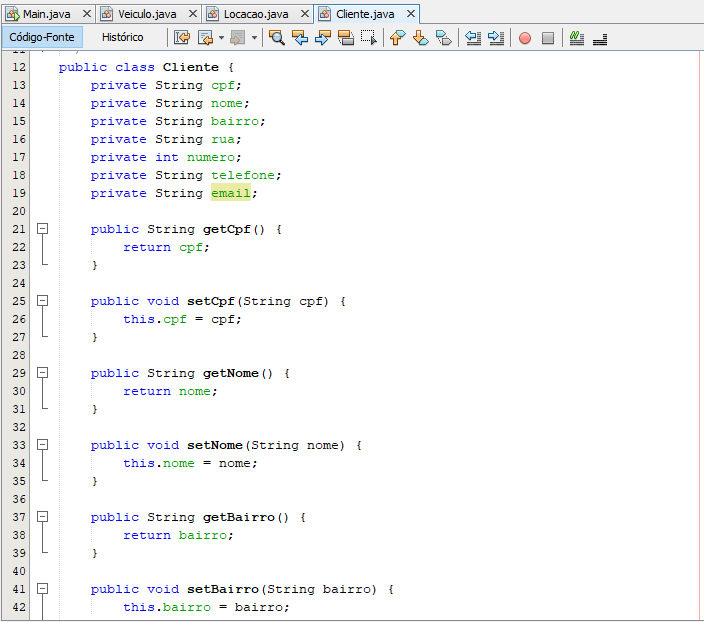 Main.java Veiculo.java Locacao.java Cliente.java
Código-Fonte Histórico
12 public class Cliente {
13 private String cpf;
14 private String nome;
15 private String bairro;
16 private String rua;
17 private int numero;
18 private String telefone;
19 private String email;
20
21 public String getCpf() {
22 return cpf;
23 }
24
25 public void setCpf(String cpf) {
26 this.cpf = cpf;
27 }
28
29 public String getNome() {
30 return nome;
31 }
32
33 public void setNome(String nome) {
34 this.nome = nome;
35 }
36
37 public String getBairro() {
38 return bairro;
39 }
40
41 public void setBairro(String bairro) {
42 this.bairro = bairro;